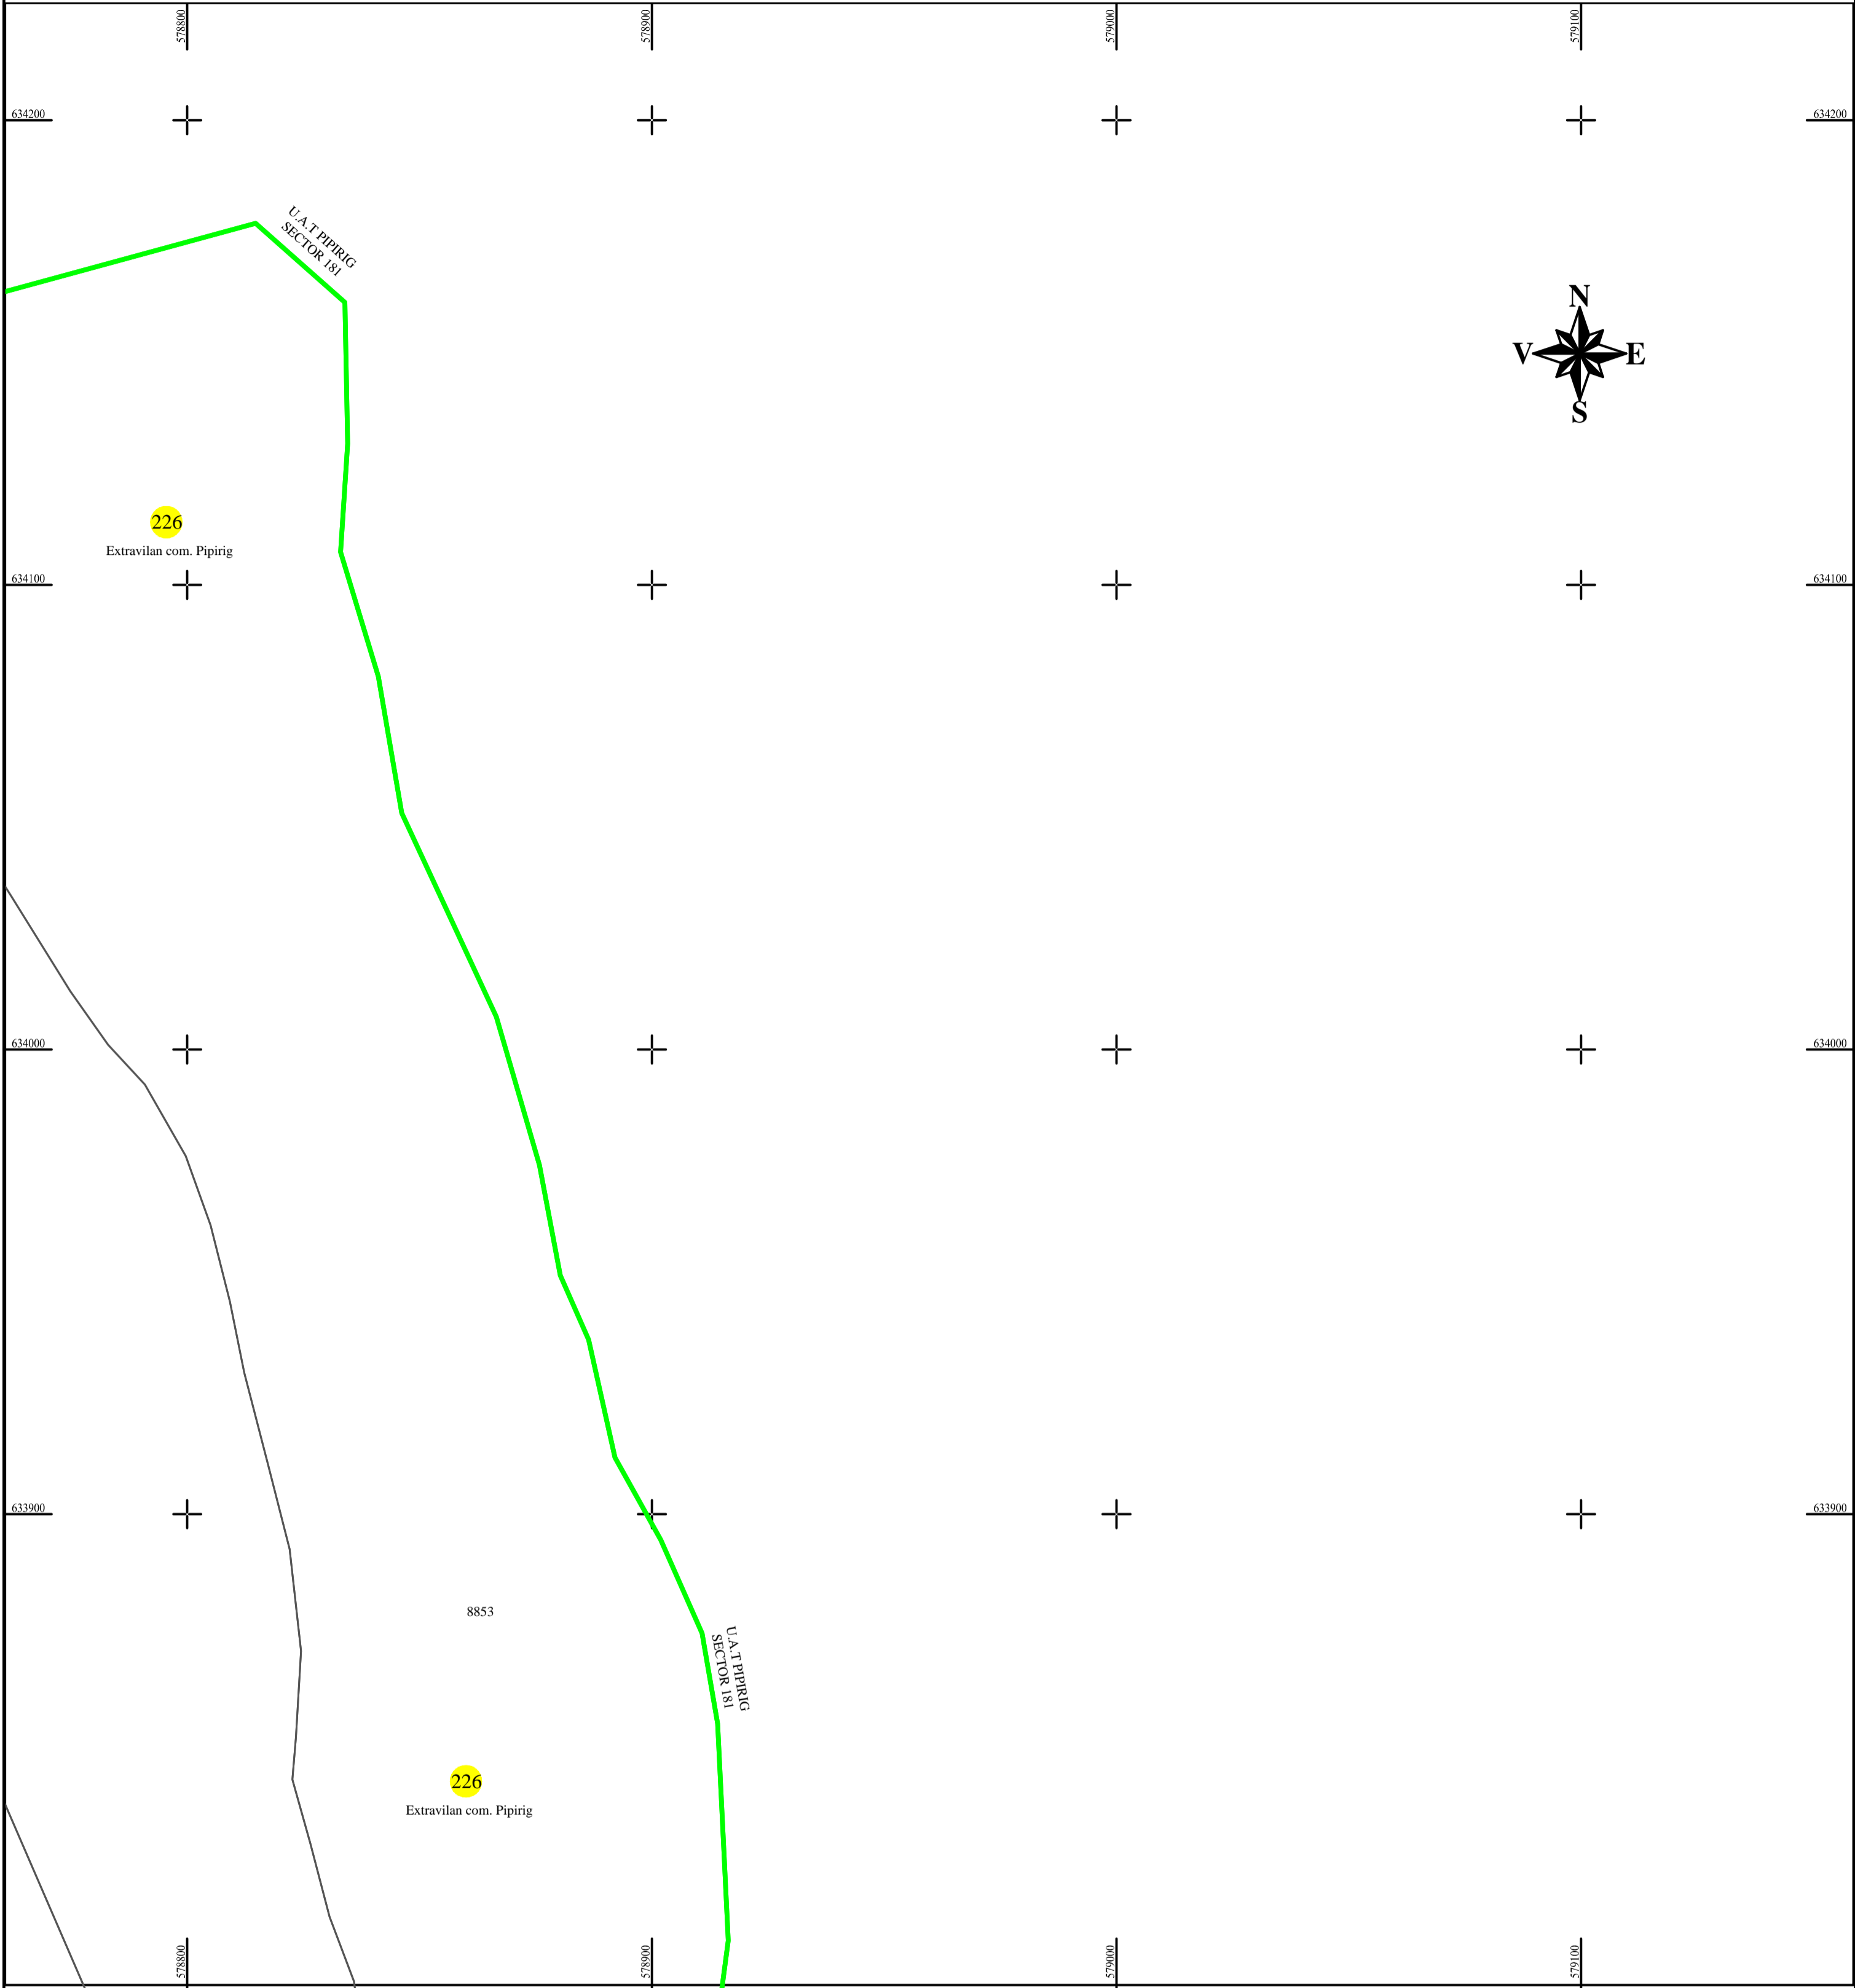 578800
578900
579000
579100
634200
634200
U.A.T PIPIRIG
SECTOR 181
N
V
E
S
226
Extravilan com. Pipirig
634100
634100
634000
634000
633900
633900
8853
U.A.T PIPIRIG
SECTOR 181
226
Extravilan com. Pipirig
578800
578900
579000
579100